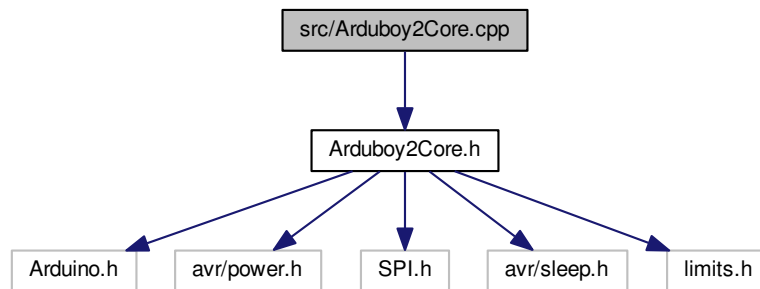 src/Arduboy2Core.cpp
Arduboy2Core.h
Arduino.h
avr/power.h
SPI.h
avr/sleep.h
limits.h